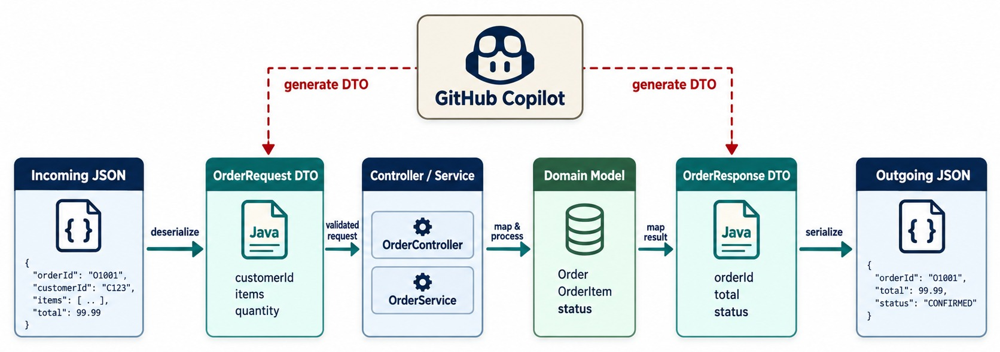 GitHub Copilot
generate DTO
generate DTO
Incoming JSON
{
"orderId": "O1001",
"customerId": "C123",
"items": [ .. ],
"total": 99.99
}
deserialize
OrderRequest DTO
Java
customerId
items
quantity
validated
request
Controller / Service
OrderController
OrderService
map &
process
Domain Model
Order
OrderItem
status
map
result
OrderResponse DTO
Java
orderId
total
status
serialize
Outgoing JSON
{ }
{
"orderId": "O1001",
"total": 99.99,
"status": "CONFIRMED"
}